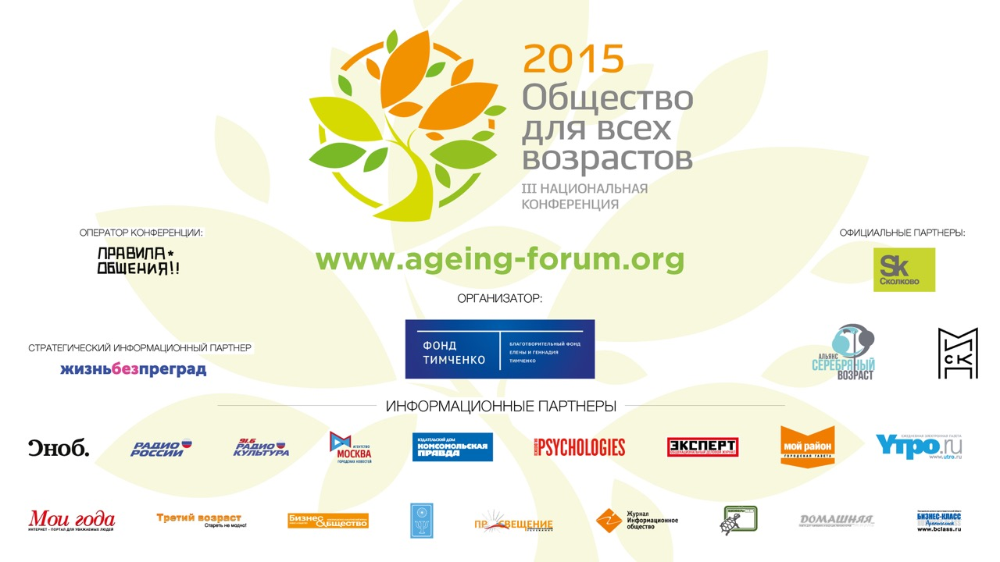 2015
Общество
для всех
возрастов
III НАЦИОНАЛЬНАЯ
КОНФЕРЕНЦИЯ
ОПЕРАТОР КОНФЕРЕНЦИИ:
ПРАВИЛА*
ОБЩЕНИЯ!!
www.ageing-forum.org
ОФИЦИАЛЬНЫЕ ПАРТНЕРЫ:
Sk
Сколково
ОРГАНИЗАТОР:
ФОНД
ТИМЧЕНКО
БЛАГОТВОРИТЕЛЬНЫЙ ФОНД
ЕЛЕНЫ И ГЕННАДИЯ
ТИМЧЕНКО
СТРАТЕГИЧЕСКИЙ ИНФОРМАЦИОННЫЙ ПАРТНЕР
жизньбезпреград
АЛЬЯНС
СЕРЕБРЯНЫЙ
ВОЗРАСТ
ИНФОРМАЦИОННЫЕ ПАРТНЕРЫ
Сноб.
РАДИО
РОССИИ
91.6
РАДИО
КУЛЬТУРА
АГЕНТСТВО
МОСКВА
ГОРОДСКИХ НОВОСТЕЙ
ИЗДАТЕЛЬСКИЙ ДОМ
КОМСОМОЛЬСКАЯ
ПРАВДА
PSYCHOLOGIES
ЭКСПЕРТ
ОБЩЕНАЦИОНАЛЬНЫЙ ДЕЛОВОЙ ЖУРНАЛ
МОЙ РАЙОН
ГОРОДСКАЯ ГАЗЕТА
ЕЖЕДНЕВНАЯ ЭЛЕКТРОННАЯ ГАЗЕТА
Утро.ru
www.utro.ru
Мои года
ИНТЕРНЕТ - ПОРТАЛ ДЛЯ УВАЖАЕМЫХ ЛЮДЕЙ
Третий возраст
Стареть не модно!
Бизнес
&Общество
ПРОСВЕЩЕНИЕ
Журнал
Информационное
общество
ДОМАШНЯЯ
БИЗНЕС-КЛАСС
Архангельск
www.bclass.ru